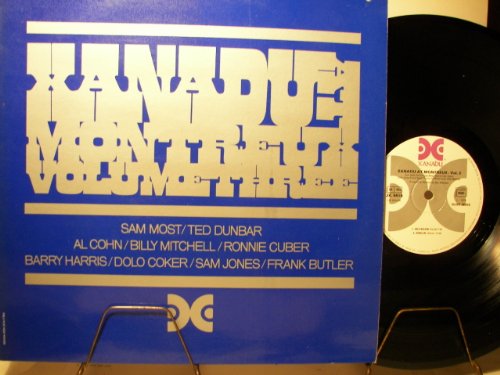 XANADU AT
MONTREUX
VOLUME THREE
SAM MOST/TED DUNBAR
AL COHN/BILLY MITCHELL/RONNIE CUBER
BARRY HARRIS/DOLO COKER/SAM JONES/FRANK BUTLER
XANADU
XANADU AT MONTREUX Vol. 3